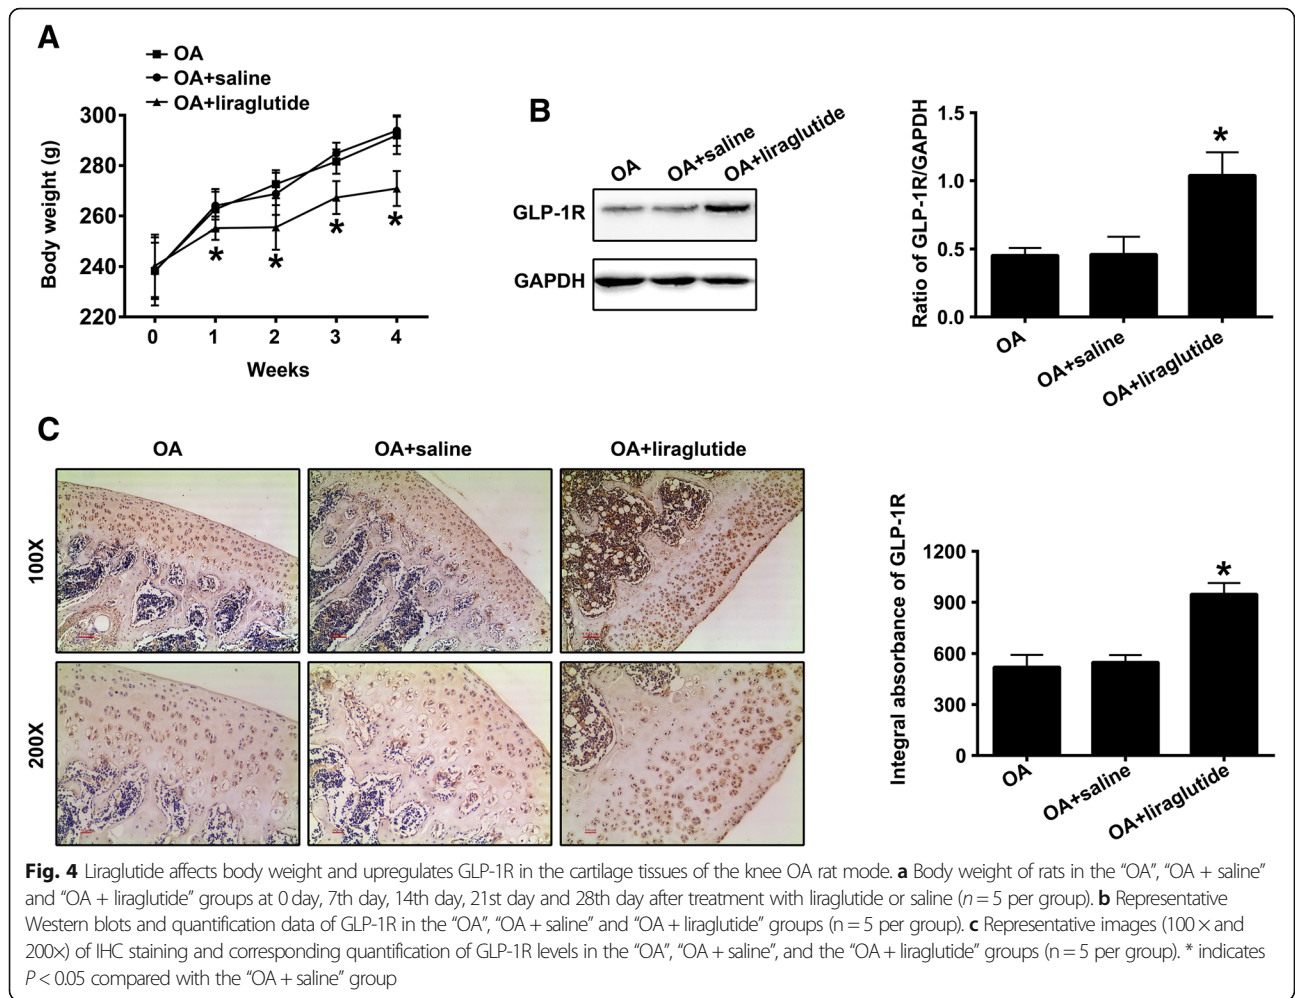 A
OA
OA+saline
OA+liraglutide
300
280
260
240
220
Body weight (g)
* * * *
0 1 2 3 4
Weeks
B
OA OA+saline OA+liraglutide
GLP-1R
GAPDH
Ratio of GLP-1R/GAPDH
1.5
1.0
0.5
0.0
*
OA OA+saline OA+liraglutide
C
OA OA+saline OA+liraglutide
100X
200X
Integral absorbance of GLP-1R
1200
900
600
300
0
*
OA OA+saline OA+liraglutide
Fig. 4 Liraglutide affects body weight and upregulates GLP-1R in the cartilage tissues of the knee OA rat mode. a Body weight of rats in the “OA”, “OA + saline”
and “OA + liraglutide” groups at 0 day, 7th day, 14th day, 21st day and 28th day after treatment with liraglutide or saline (n = 5 per group). b Representative
Western blots and quantification data of GLP-1R in the “OA”, “OA + saline” and “OA + liraglutide” groups (n = 5 per group). c Representative images (100 × and
200×) of IHC staining and corresponding quantification of GLP-1R levels in the “OA”, “OA + saline”, and the “OA + liraglutide” groups (n = 5 per group). * indicates
P < 0.05 compared with the “OA + saline” group